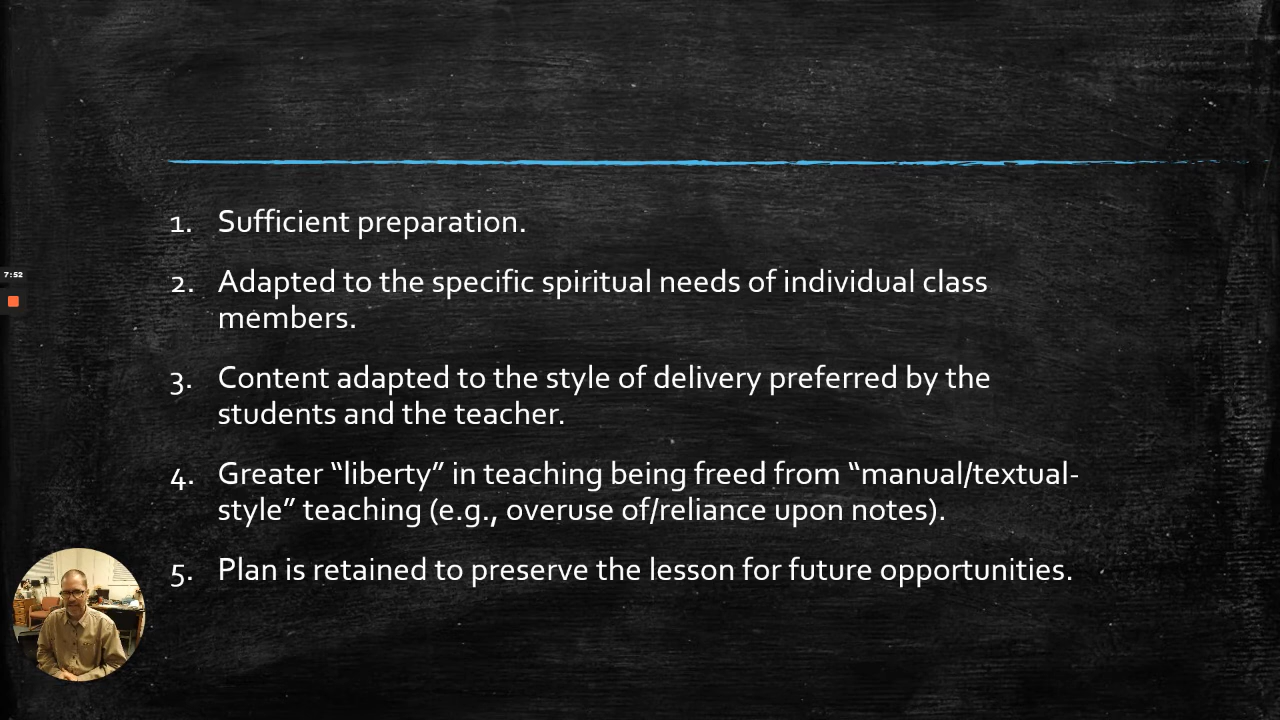 1. Sufficient preparation.
2. Adapted to the specific spiritual needs of individual class
members.
7:52
3. Content adapted to the style of delivery preferred by the
students and the teacher.
4. Greater “liberty” in teaching being freed from “manual/textual-
style” teaching (e.g., overuse of/reliance upon notes).
5. Plan is retained to preserve the lesson for future opportunities.